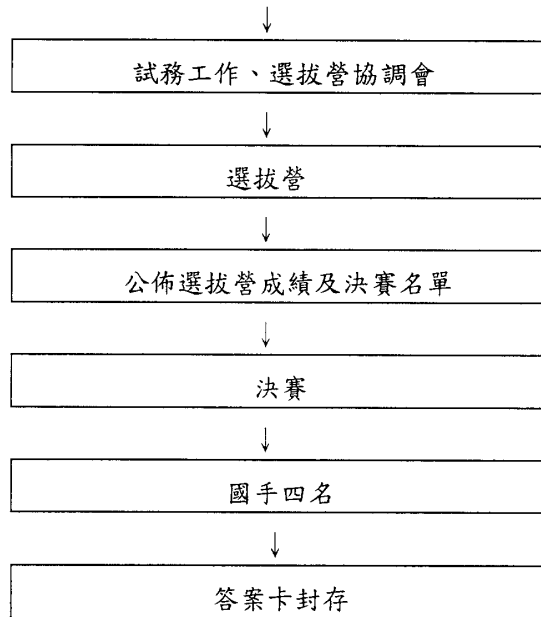 ↓
試務工作、選拔營協調會
↓
選拔營
↓
公佈選拔營成績及決賽名單
↓
決賽
↓
國手四名
↓
答案卡封存